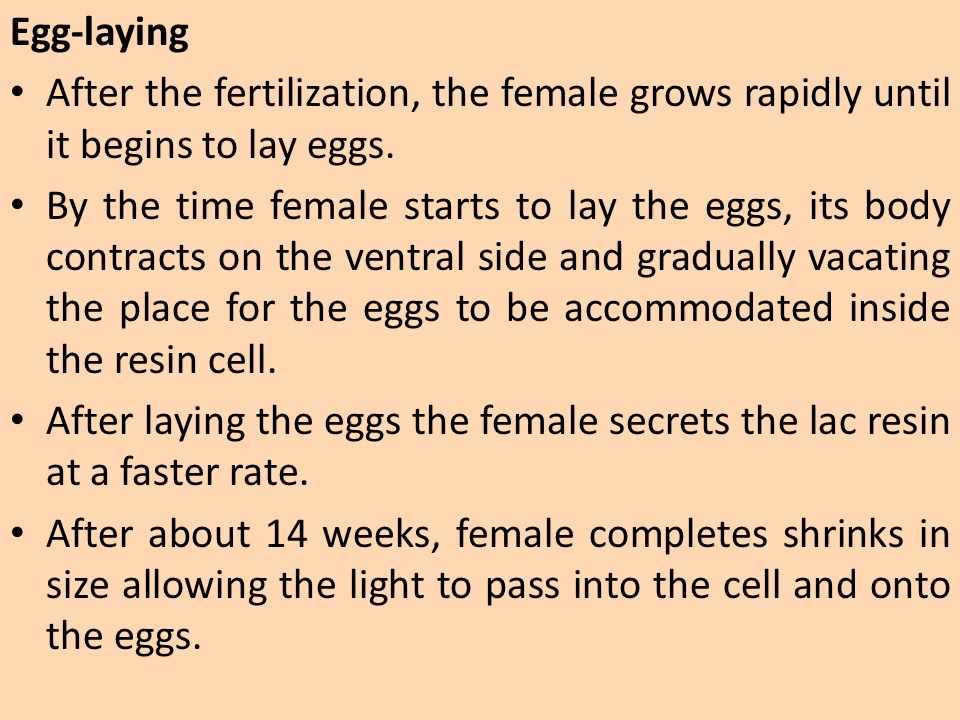 Egg-laying
• After the fertilization, the female grows rapidly until
it begins to lay eggs.
• By the time female starts to lay the eggs, its body
contracts on the ventral side and gradually vacating
the place for the eggs to be accommodated inside
the resin cell.
• After laying the eggs the female secrets the lac resin
at a faster rate.
• After about 14 weeks, female completes shrinks in
size allowing the light to pass into the cell and onto
the eggs.